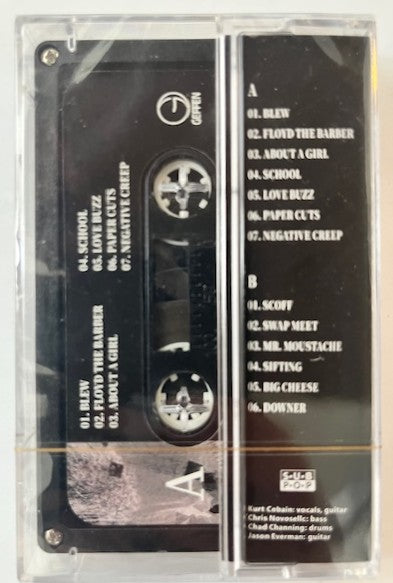 GEFFEN
01. BLEW
02. FLOYD THE BARBER
03. ABOUT A GIRL
04. SCHOOL
05. LOVE BUZZ
06. PAPER CUTS
07. NEGATIVE CREEP
A
A
01. BLEW
02. FLOYD THE BARBER
03. ABOUT A GIRL
04. SCHOOL
05. LOVE BUZZ
06. PAPER CUTS
07. NEGATIVE CREEP
B
01. SCOFF
02. SWAP MEET
03. MR. MOUSTACHE
04. SIFTING
05. BIG CHEESE
06. DOWNER
S·U·B
P·O·P
Kurt Cobain: vocals, guitar
Chris Novoselic: bass
Chad Channing: drums
Jason Everman: guitar